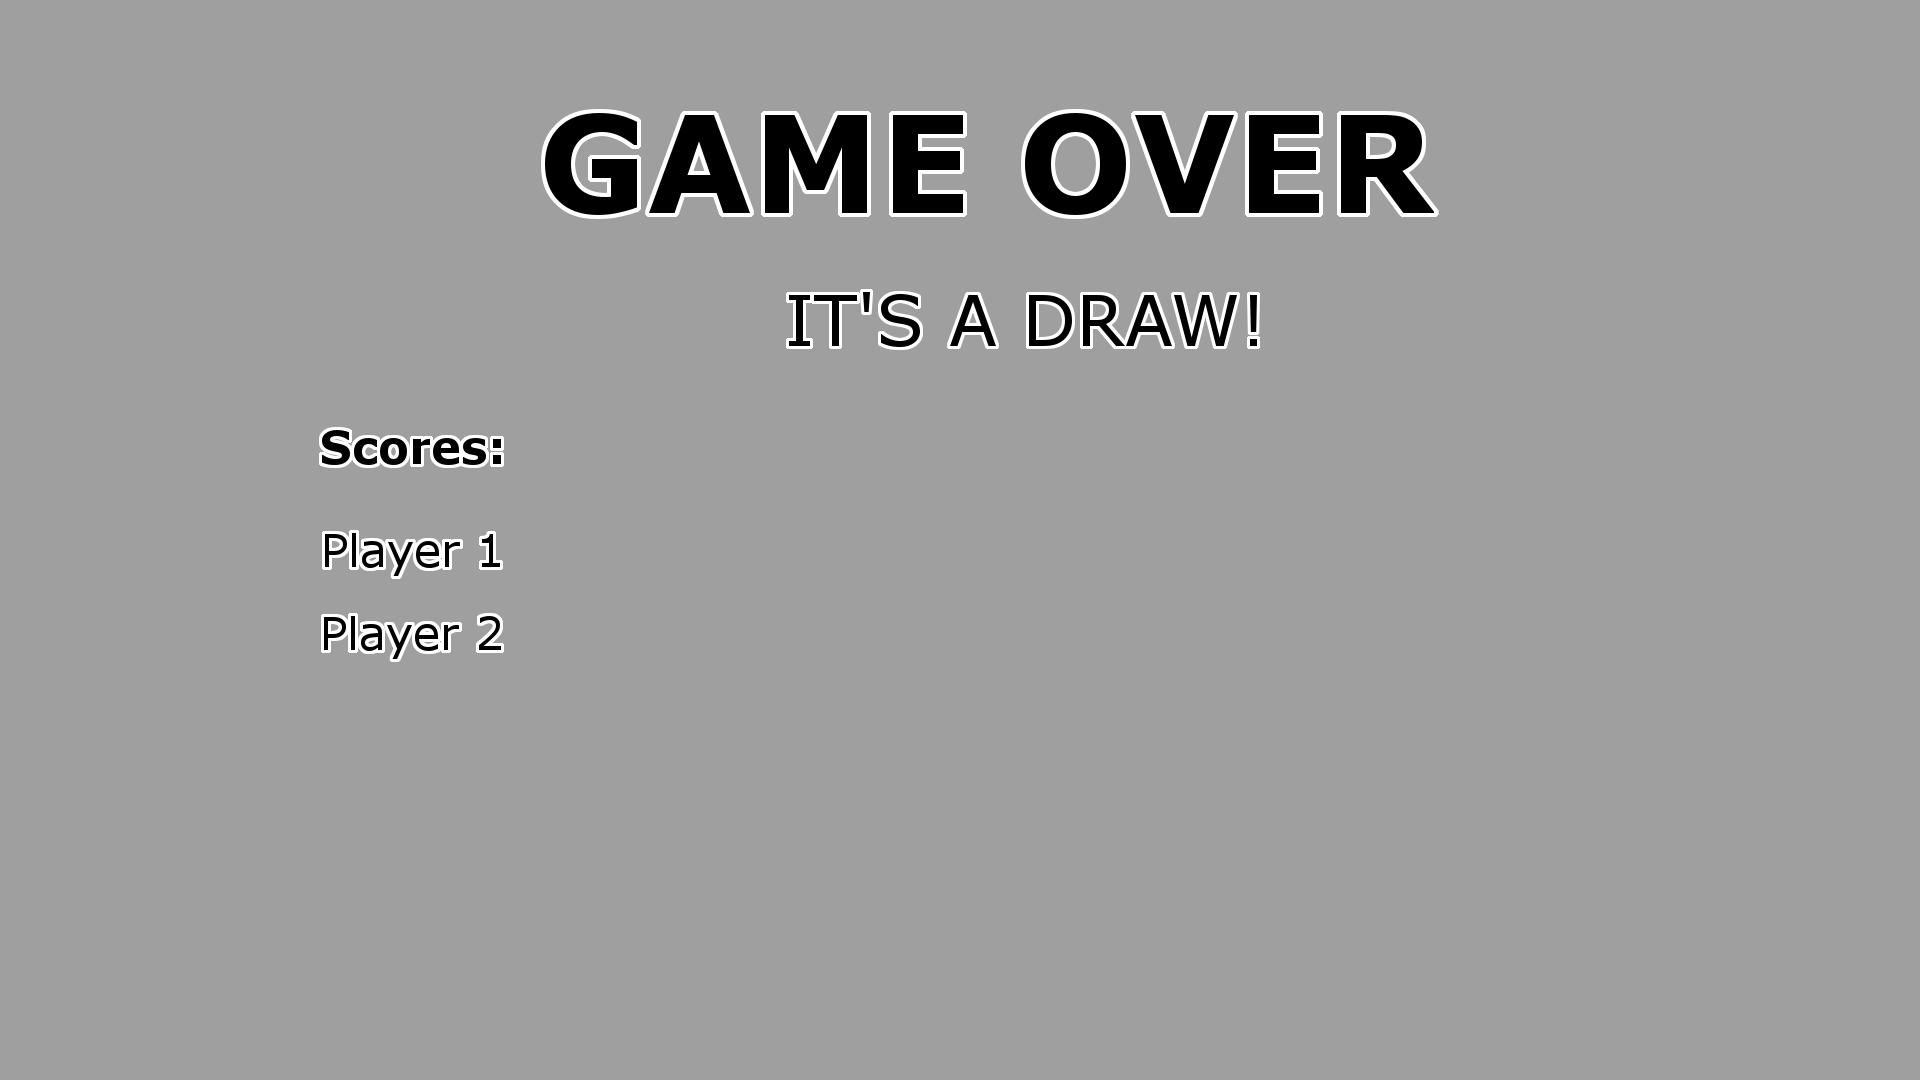 GAME OVER
IT'S A DRAW!
Scores:
Player 1
Player 2